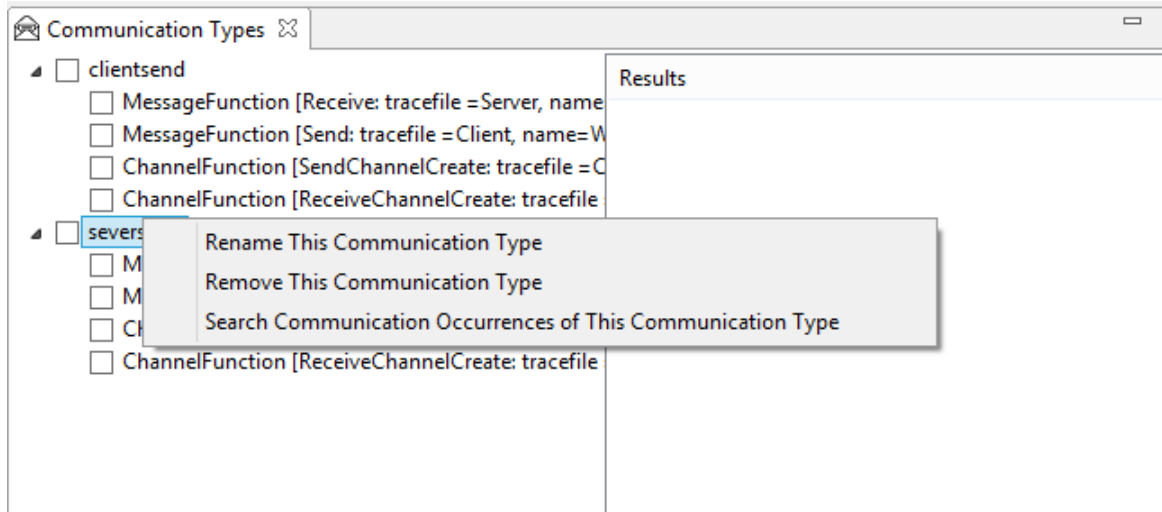 Communication Types
clientsend
Results
MessageFunction [Receive: tracefile =Server, name
MessageFunction [Send: tracefile =Client, name=W
ChannelFunction [SendChannelCreate: tracefile =C
ChannelFunction [ReceiveChannelCreate: tracefile
severs
Rename This Communication Type
M
Remove This Communication Type
M
Search Communication Occurrences of This Communication Type
Ch
ChannelFunction [ReceiveChannelCreate: tracefile